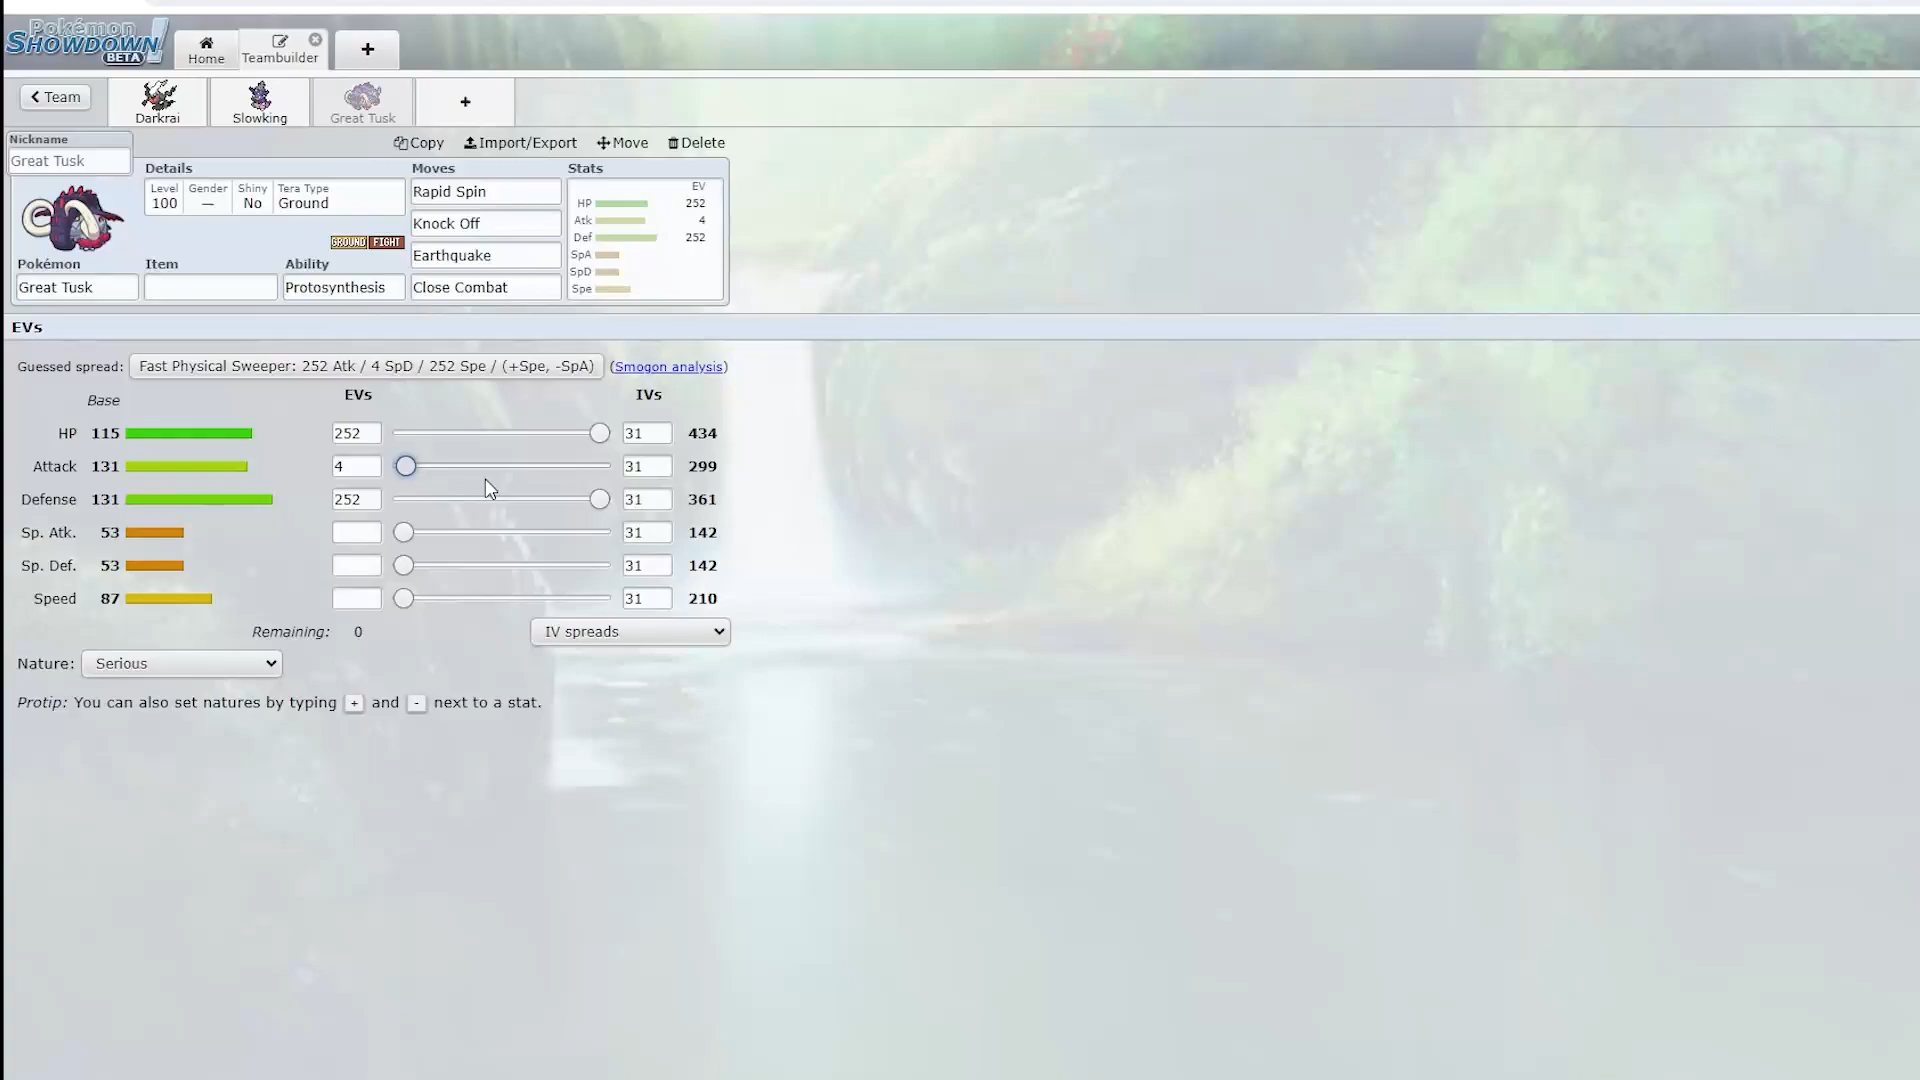 Pokémon
SHOWDOWN!
BETA
Home
Teambuilder
+
Team
Darkrai
Slowking
Great Tusk
+
Nickname
Great Tusk
Copy
Import/Export
Move
Delete
Details
Moves
Stats
Level
Gender
Shiny
Tera Type
100
—
No
Ground
GROUND
FIGHT
Rapid Spin
Knock Off
Earthquake
Close Combat
EV
HP 252
Atk 4
Def 252
SpA
SpD
Spe
Pokémon
Item
Ability
Great Tusk
Protosynthesis
EVs
Guessed spread: Fast Physical Sweeper: 252 Atk / 4 SpD / 252 Spe / (+Spe, -SpA) (Smogon analysis)
Base EVs IVs
HP 115 252 31 434
Attack 131 4 31 299
Defense 131 252 31 361
Sp. Atk. 53 31 142
Sp. Def. 53 31 142
Speed 87 31 210
Remaining: 0 IV spreads
Nature: Serious
Protip: You can also set natures by typing + and - next to a stat.